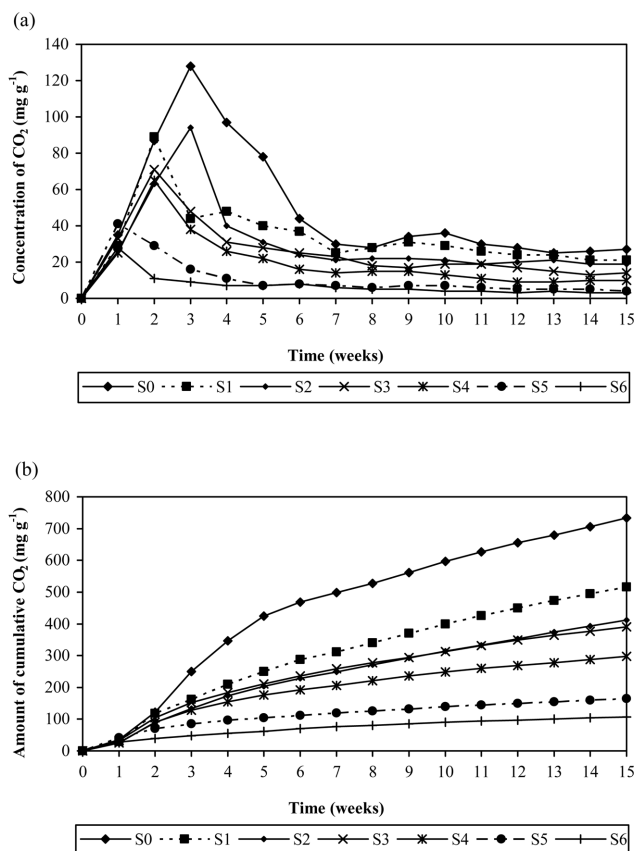 (a)
Concentration of CO₂ (mg g⁻¹)
140
120
100
80
60
40
20
0
0 1 2 3 4 5 6 7 8 9 10 11 12 13 14 15
Time (weeks)
S0 S1 S2 S3 S4 S5 S6
(b)
Amount of cumulative CO₂ (mg g⁻¹)
800
700
600
500
400
300
200
100
0
0 1 2 3 4 5 6 7 8 9 10 11 12 13 14 15
Time (weeks)
S0 S1 S2 S3 S4 S5 S6